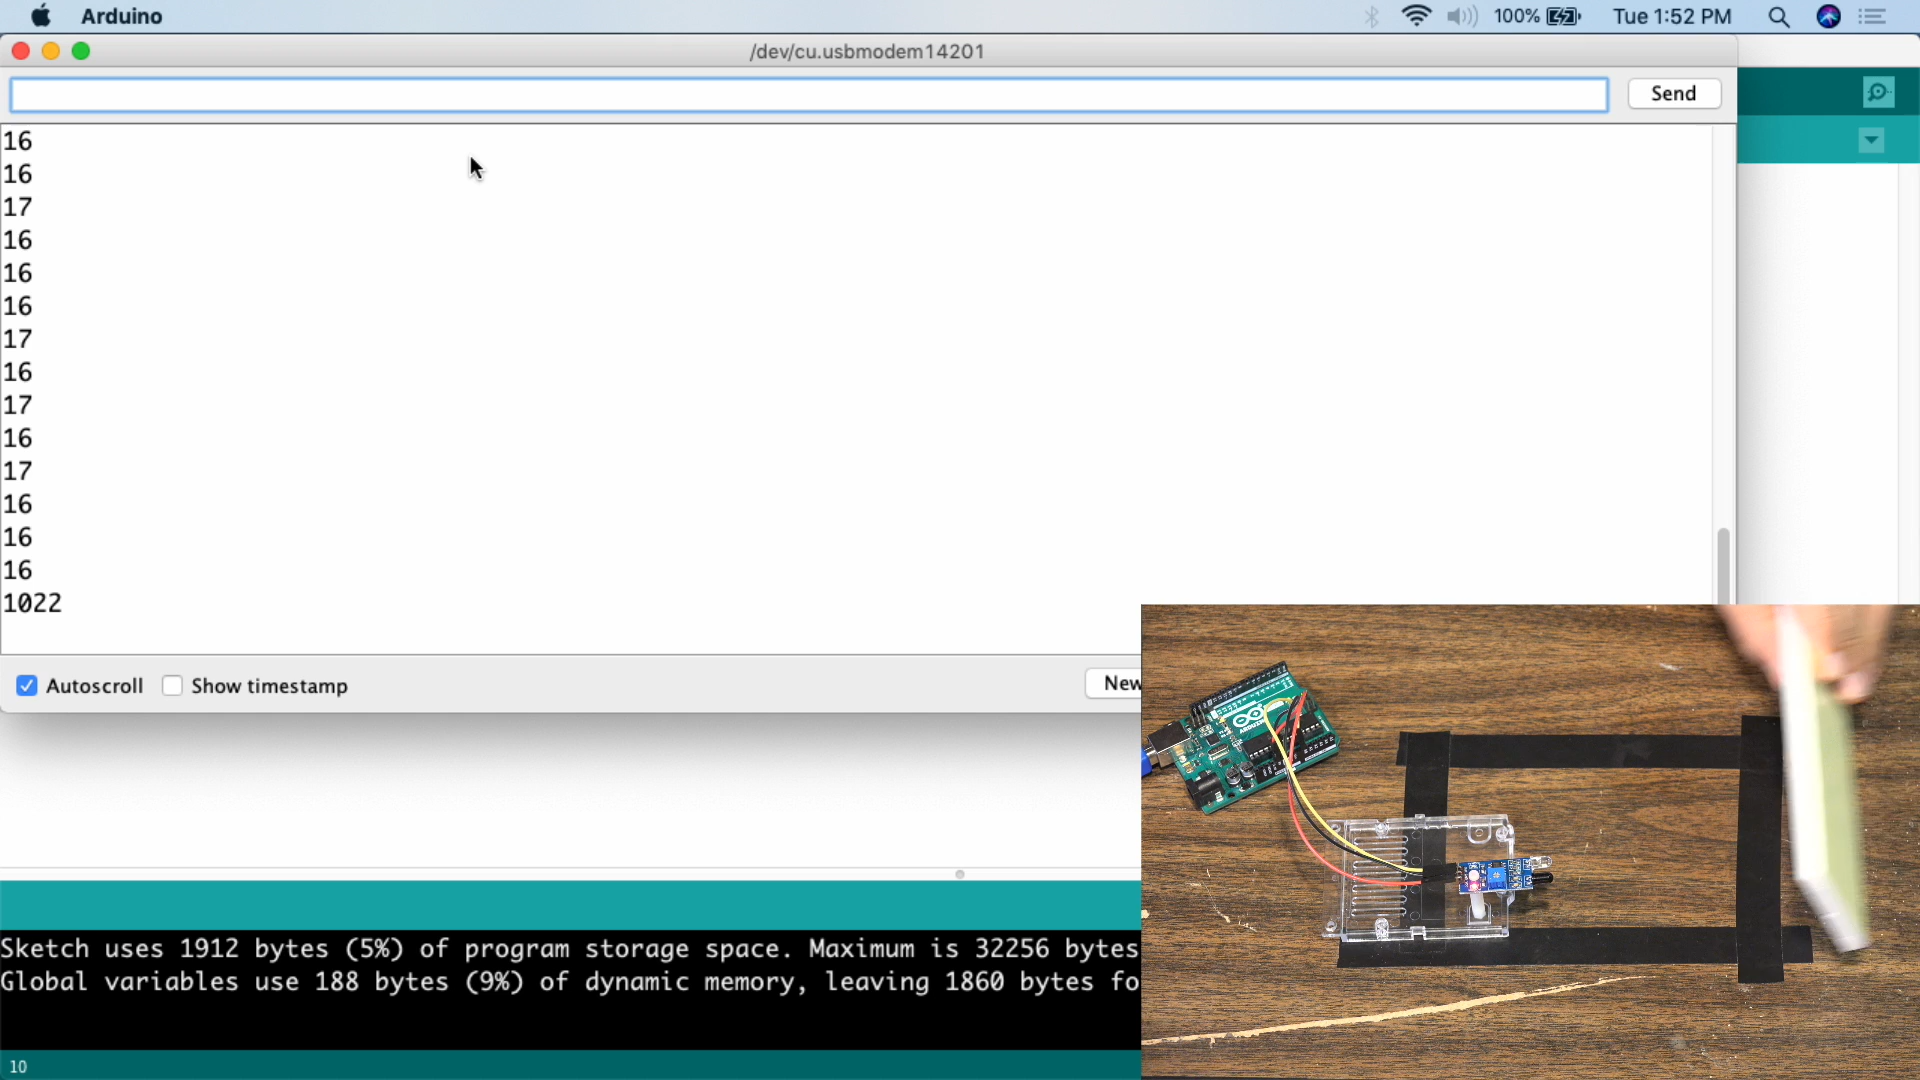 Arduino 100% Tue 1:52 PM
/dev/cu.usbmodem14201
Send
16
16
17
16
16
16
17
16
17
16
17
16
16
16
1022
Autoscroll Show timestamp New
Sketch uses 1912 bytes (5%) of program storage space. Maximum is 32256 bytes
Global variables use 188 bytes (9%) of dynamic memory, leaving 1860 bytes fo
10
ARDUINO